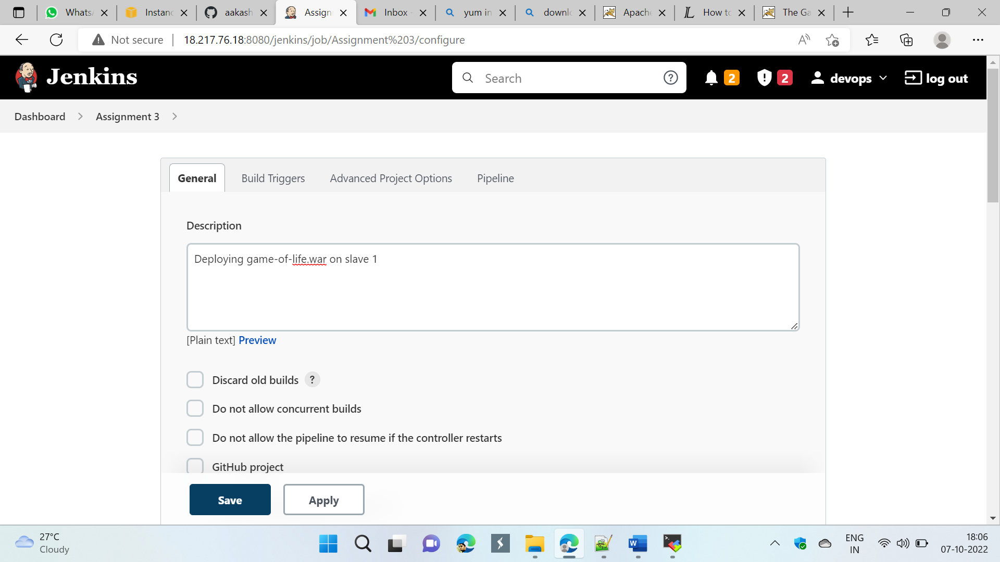 Whats
Instanc
aakash
Assign
Inbox -
yum in
downlo
Apache
How to
The Ga
Not secure
18.217.76.18:8080/jenkins/job/Assignment%203/configure
Jenkins
Search
2
2
devops
log out
Dashboard
Assignment 3
General
Build Triggers
Advanced Project Options
Pipeline
Description
Deploying game-of-life.war on slave 1
[Plain text] Preview
Discard old builds ?
Do not allow concurrent builds
Do not allow the pipeline to resume if the controller restarts
GitHub project
Save
Apply
27°C
Cloudy
ENG
IN
18:06
07-10-2022